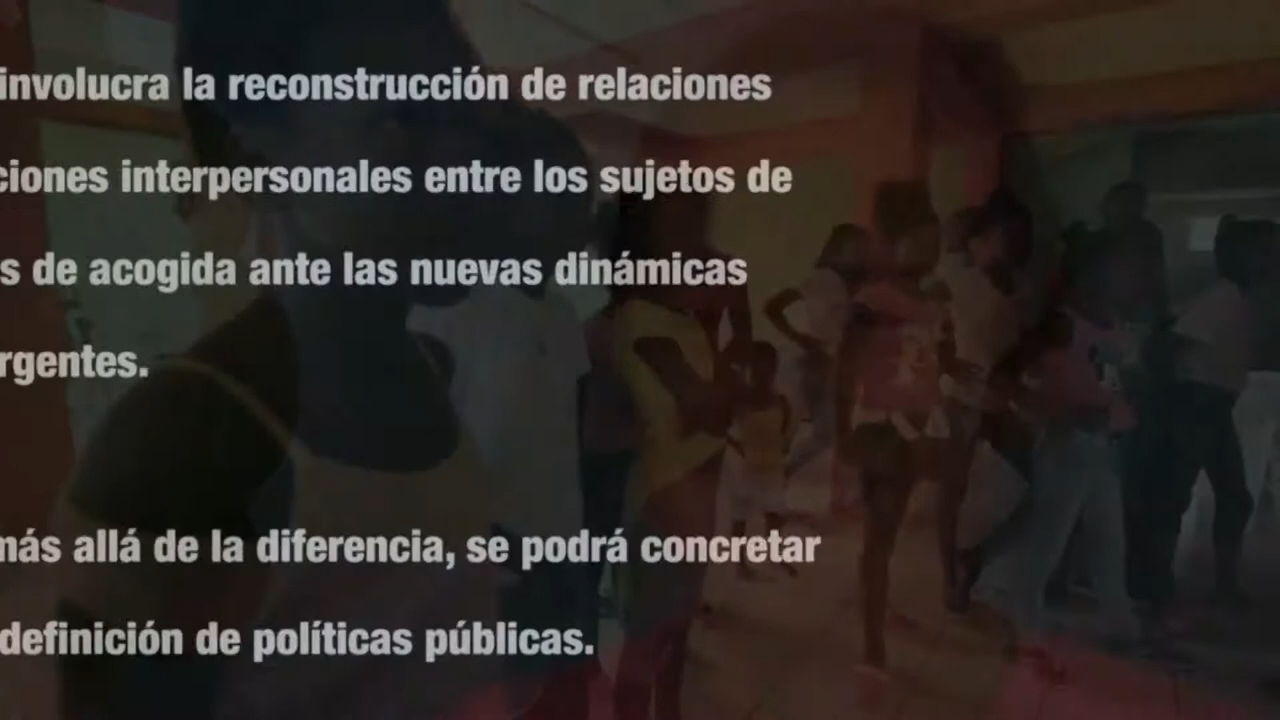 involucra la reconstrucción de relaciones
ciones interpersonales entre los sujetos de
s de acogida ante las nuevas dinámicas
rgentes.
más allá de la diferencia, se podrá concretar
definición de políticas públicas.